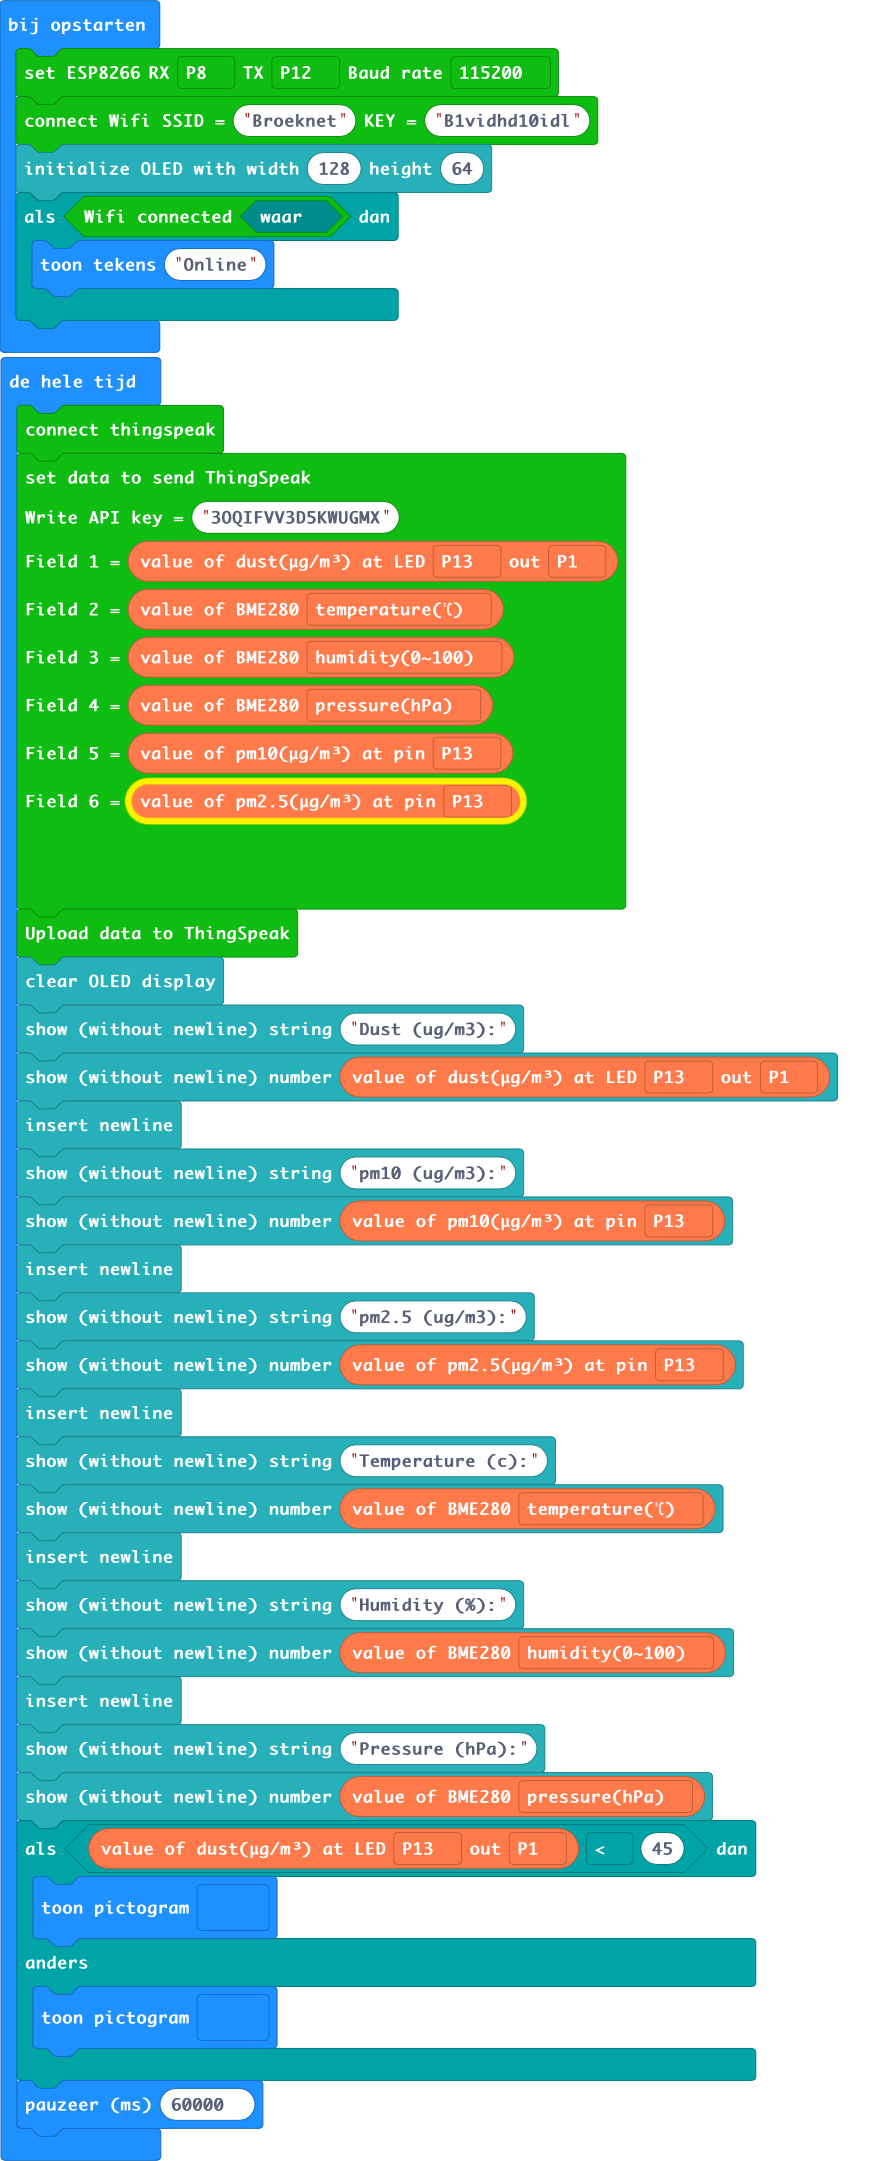 bij opstarten
set ESP8266 RX P8 TX P12 Baud rate 115200
connect Wifi SSID = "Broeknet" KEY = "B1vidhd10idl"
initialize OLED with width 128 height 64
als Wifi connected waar dan
toon tekens "Online"
de hele tijd
connect thingspeak
set data to send ThingSpeak
Write API key = "3OQIFVV3D5KWUGMX"
Field 1 = value of dust(μg/m³) at LED P13 out P1
Field 2 = value of BME280 temperature(℃)
Field 3 = value of BME280 humidity(0~100)
Field 4 = value of BME280 pressure(hPa)
Field 5 = value of pm10(μg/m³) at pin P13
Field 6 = value of pm2.5(μg/m³) at pin P13
Upload data to ThingSpeak
clear OLED display
show (without newline) string "Dust (ug/m3):"
show (without newline) number value of dust(μg/m³) at LED P13 out P1
insert newline
show (without newline) string "pm10 (ug/m3):"
show (without newline) number value of pm10(μg/m³) at pin P13
insert newline
show (without newline) string "pm2.5 (ug/m3):"
show (without newline) number value of pm2.5(μg/m³) at pin P13
insert newline
show (without newline) string "Temperature (c):"
show (without newline) number value of BME280 temperature(℃)
insert newline
show (without newline) string "Humidity (%):"
show (without newline) number value of BME280 humidity(0~100)
insert newline
show (without newline) string "Pressure (hPa):"
show (without newline) number value of BME280 pressure(hPa)
als value of dust(μg/m³) at LED P13 out P1 < 45 dan
toon pictogram
anders
toon pictogram
pauzeer (ms) 60000